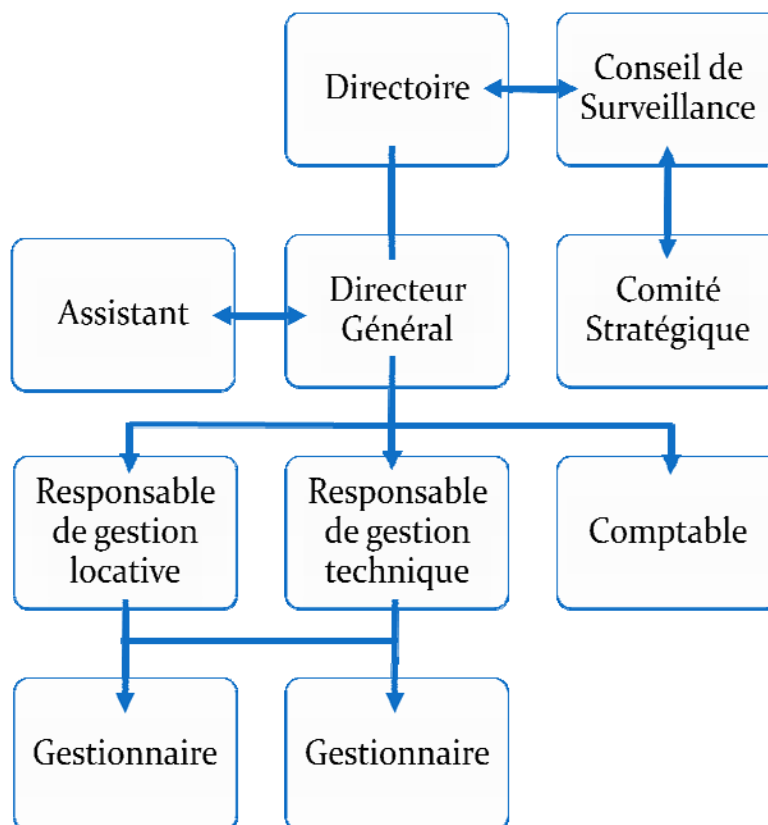 Directoire
Conseil de
Surveillance
Assistant
Directeur
Général
Comité
Stratégique
Responsable
de gestion
locative
Responsable
de gestion
technique
Comptable
Gestionnaire
Gestionnaire